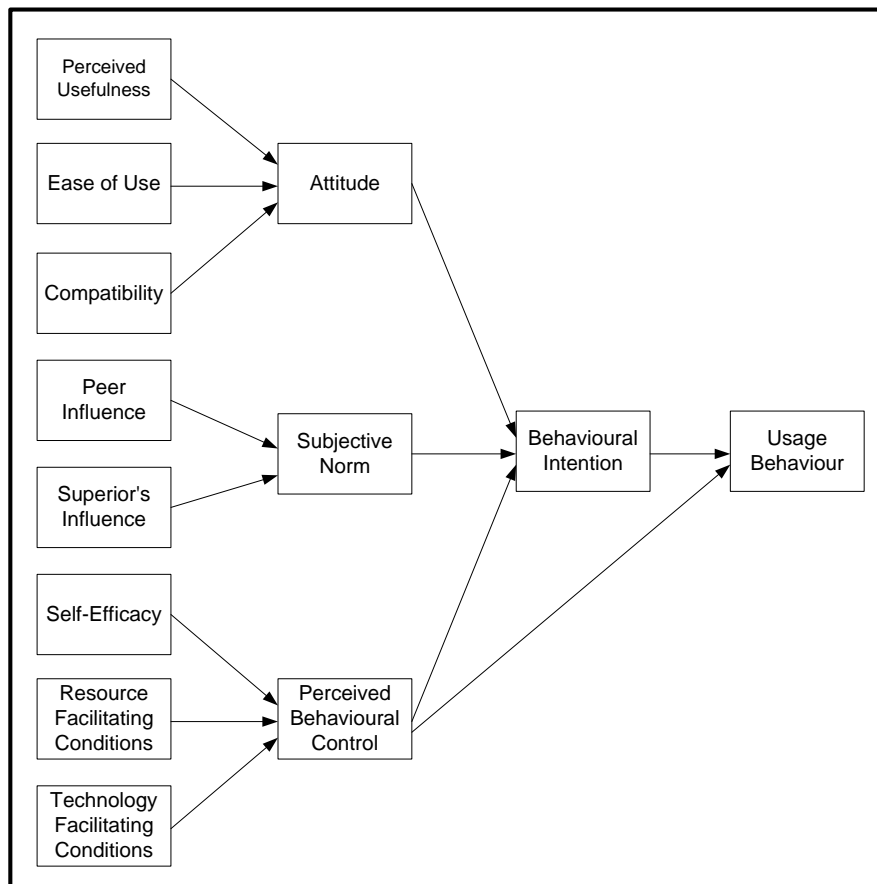 Perceived
Usefulness
Ease of Use
Attitude
Compatibility
Peer
Influence
Subjective
Norm
Behavioural
Intention
Usage
Behaviour
Superior's
Influence
Self-Efficacy
Resource
Facilitating
Conditions
Perceived
Behavioural
Control
Technology
Facilitating
Conditions